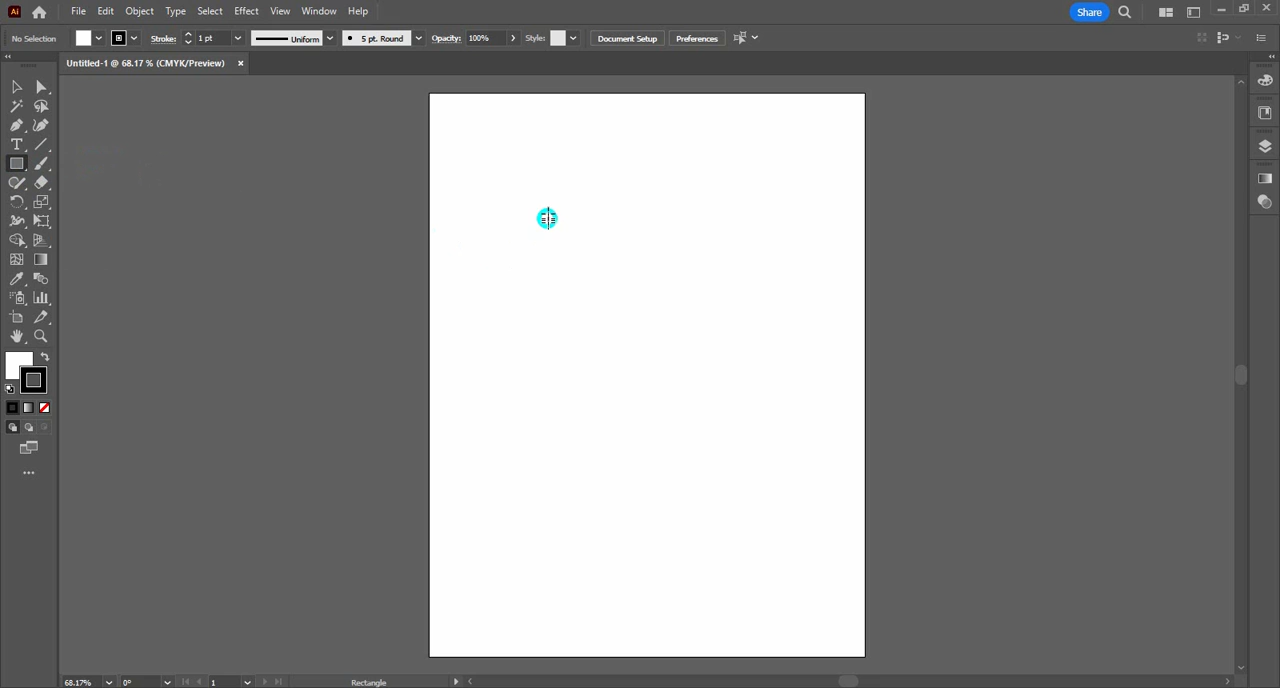 Ai File Edit Object Type Select Effect View Window Help Share
No Selection Stroke: 1 pt Uniform 5 pt. Round Opacity: 100% Style: Document Setup Preferences
Untitled-1 @ 68.17 % (CMYK/Preview) ×
T
68.17% 0° 1 Rectangle